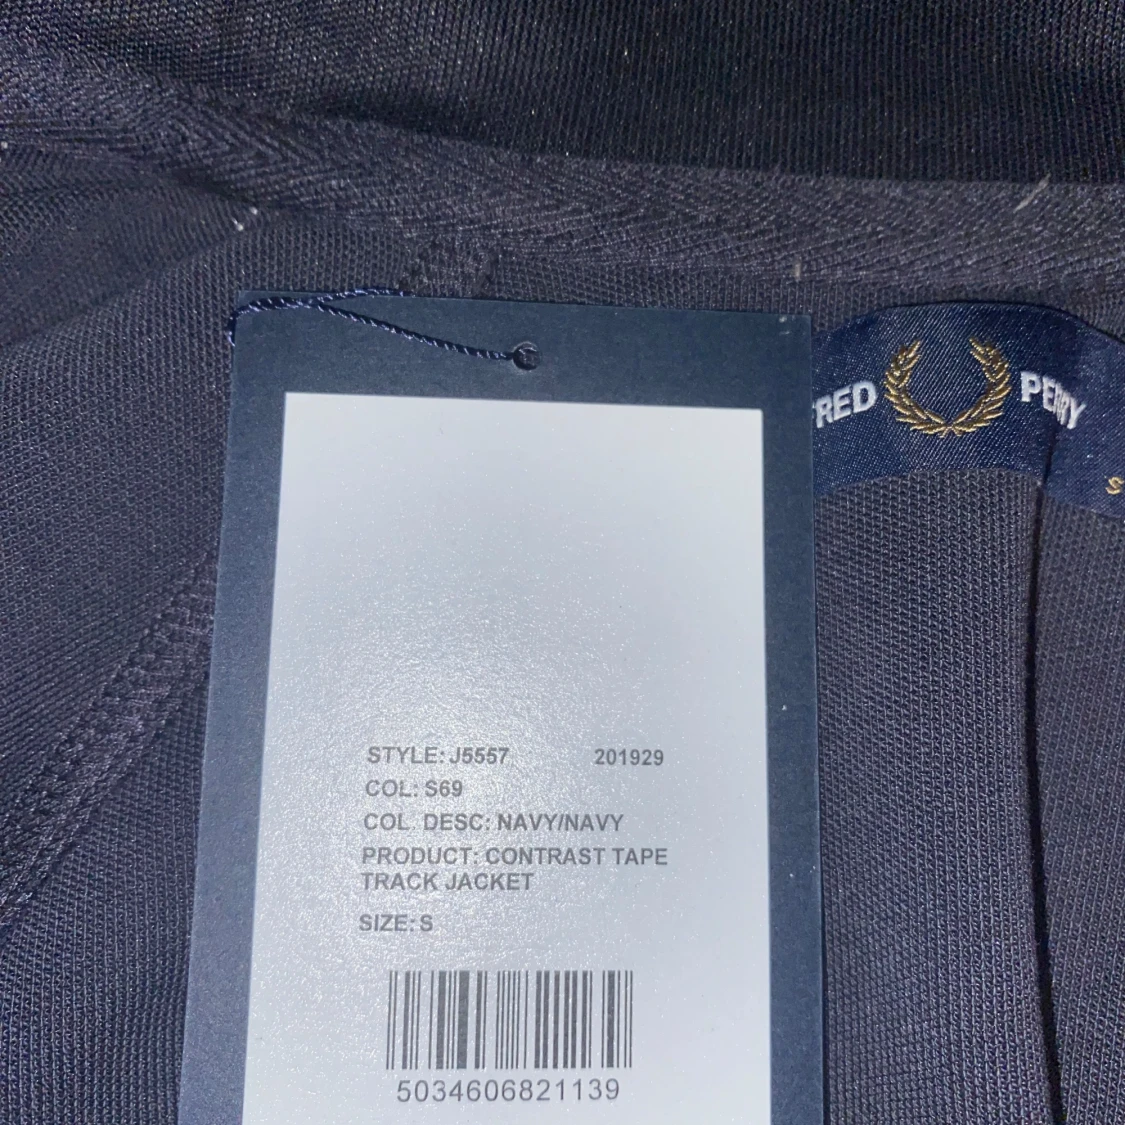 FRED PERRY
S
STYLE: J5557 201929
COL: S69
COL DESC: NAVY/NAVY
PRODUCT: CONTRAST TAPE
TRACK JACKET
SIZE: S
5034606821139